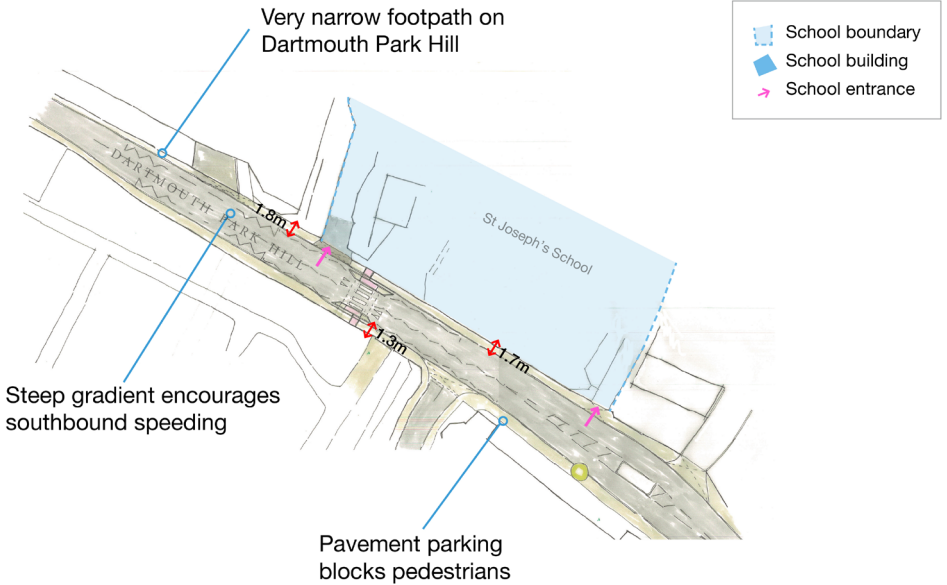 Very narrow footpath on
Dartmouth Park Hill
School boundary
School building
School entrance
DARTMOUTH PARK HILL
1.8m
St Joseph's School
1.3m
1.7m
Steep gradient encourages
southbound speeding
Pavement parking
blocks pedestrians